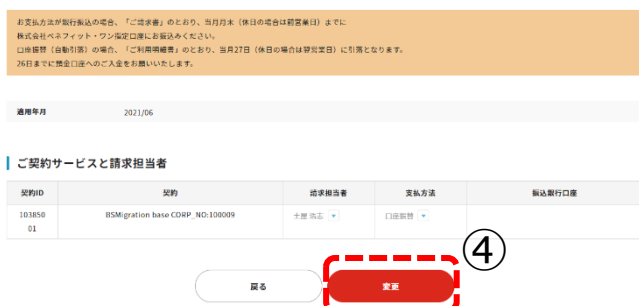 お支払方法が銀行振込の場合、「ご請求書」のとおり、当月月末（休日の場合は前営業日）までに
株式会社ベネフィット・ワン指定口座にお振込みください。
口座振替（自動引落）の場合、「ご利用明細書」のとおり、当月27日（休日の場合は翌営業日）に引落となります。
26日までに預金口座へのご入金をお願いいたします。
適用年月 2021/06
ご契約サービスと請求担当者
契約ID 契約 請求担当者 支払方法 振込銀行口座
103850 BSMigration base CORP_NO:100009 土屋 浩志 口座振替
01
④
戻る 変更